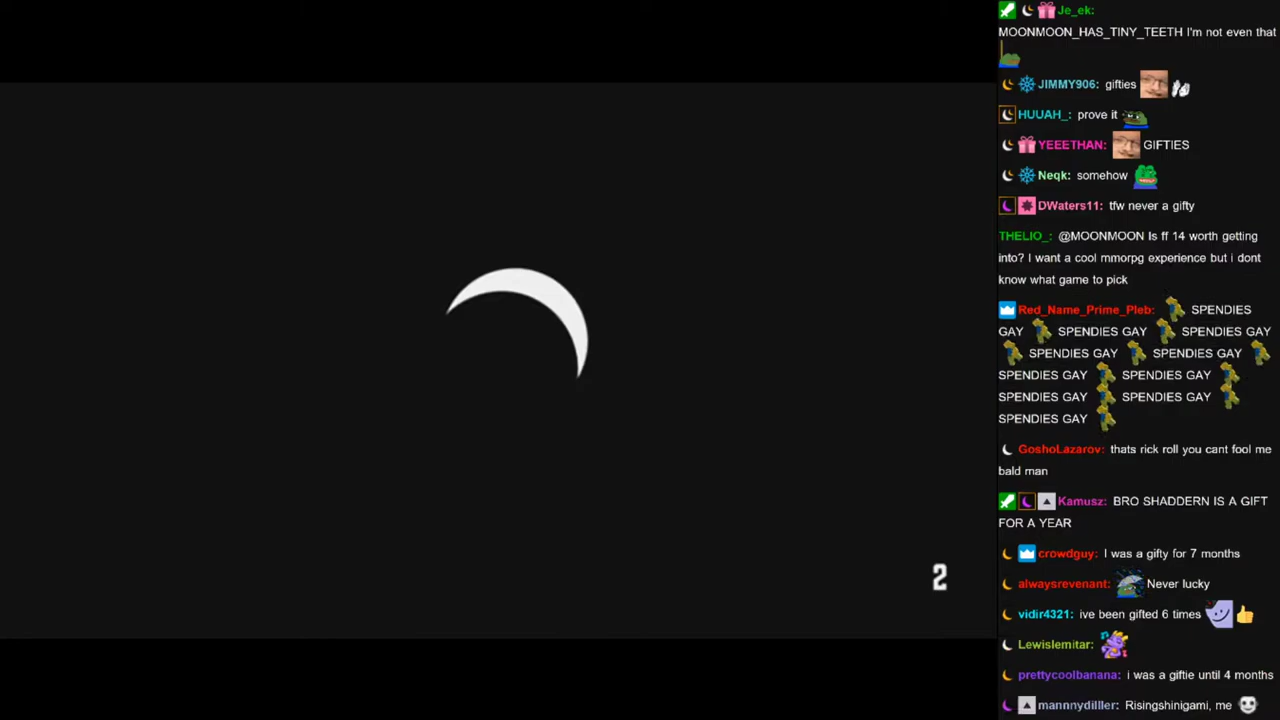 Je_ek:
MOONMOON_HAS_TINY_TEETH I'm not even that
JIMMY906: gifties
HUUAH_: prove it
YEEETHAN: GIFTIES
Neqk: somehow
DWaters11: tfw never a gifty
THELIO_: @MOONMOON Is ff 14 worth getting
into? I want a cool mmorpg experience but i dont
know what game to pick
Red_Name_Prime_Pleb: SPENDIES
GAY SPENDIES GAY SPENDIES
GAY SPENDIES GAY SPENDIES GAY
SPENDIES GAY SPENDIES GAY
SPENDIES GAY SPENDIES GAY
SPENDIES GAY
GoshoLazarov: thats rick roll you cant fool me
bald man
Kamusz: BRO SHADDERN IS A GIFT
FOR A YEAR
crowdguy: I was a gifty for 7 months
alwaysrevenant: Never lucky
vidir4321: ive been gifted 6 times
Lewislemitar:
prettycoolbanana: i was a giftie until 4 months
mannnydilller: Risingshinigami, me
2